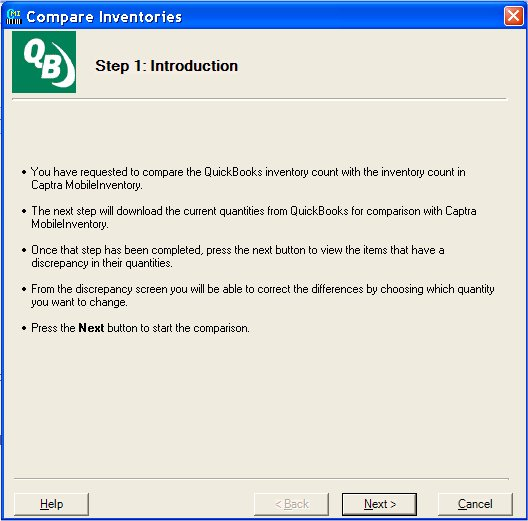 Compare Inventories
QB
Step 1: Introduction
• You have requested to compare the QuickBooks inventory count with the inventory count in
Captra MobileInventory.
• The next step will download the current quantities from QuickBooks for comparison with Captra
MobileInventory.
• Once that step has been completed, press the next button to view the items that have a
discrepancy in their quantities.
• From the discrepancy screen you will be able to correct the differences by choosing which quantity
you want to change.
• Press the Next button to start the comparison.
Help
< Back
Next >
Cancel